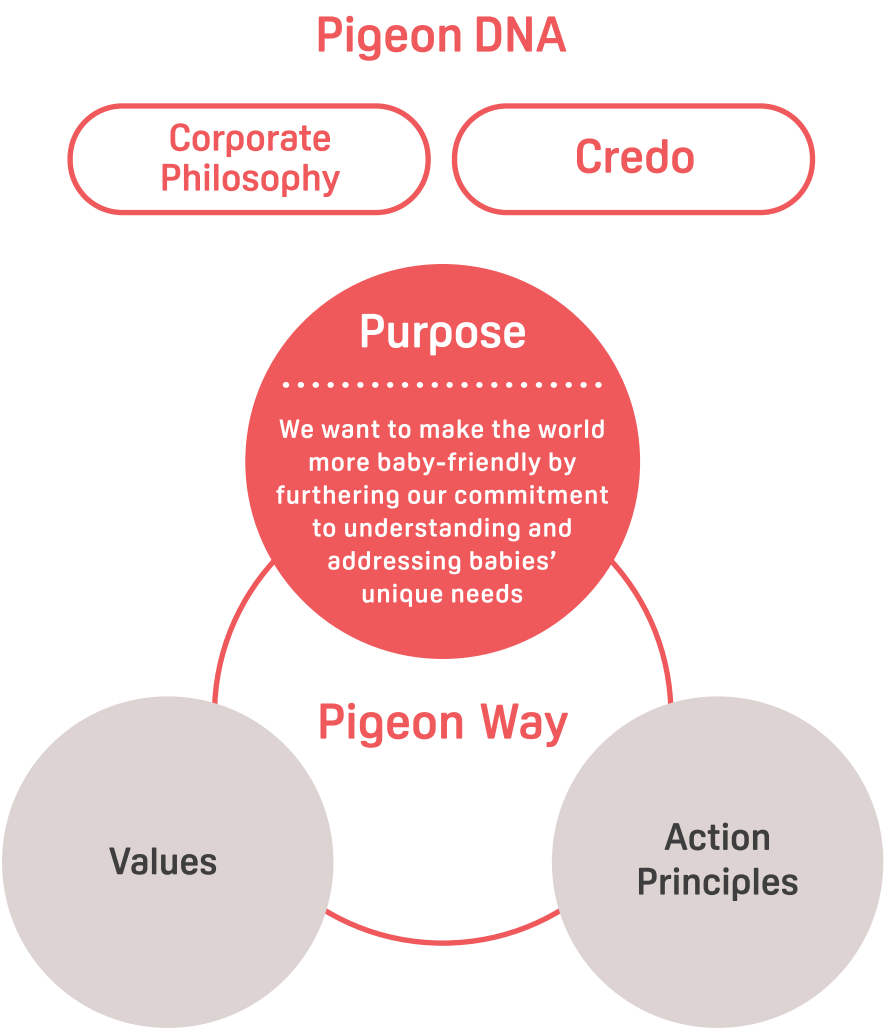 Pigeon DNA
Corporate
Philosophy
Credo
Purpose
We want to make the world
more baby-friendly by
furthering our commitment
to understanding and
addressing babies’
unique needs
Pigeon Way
Values
Action
Principles